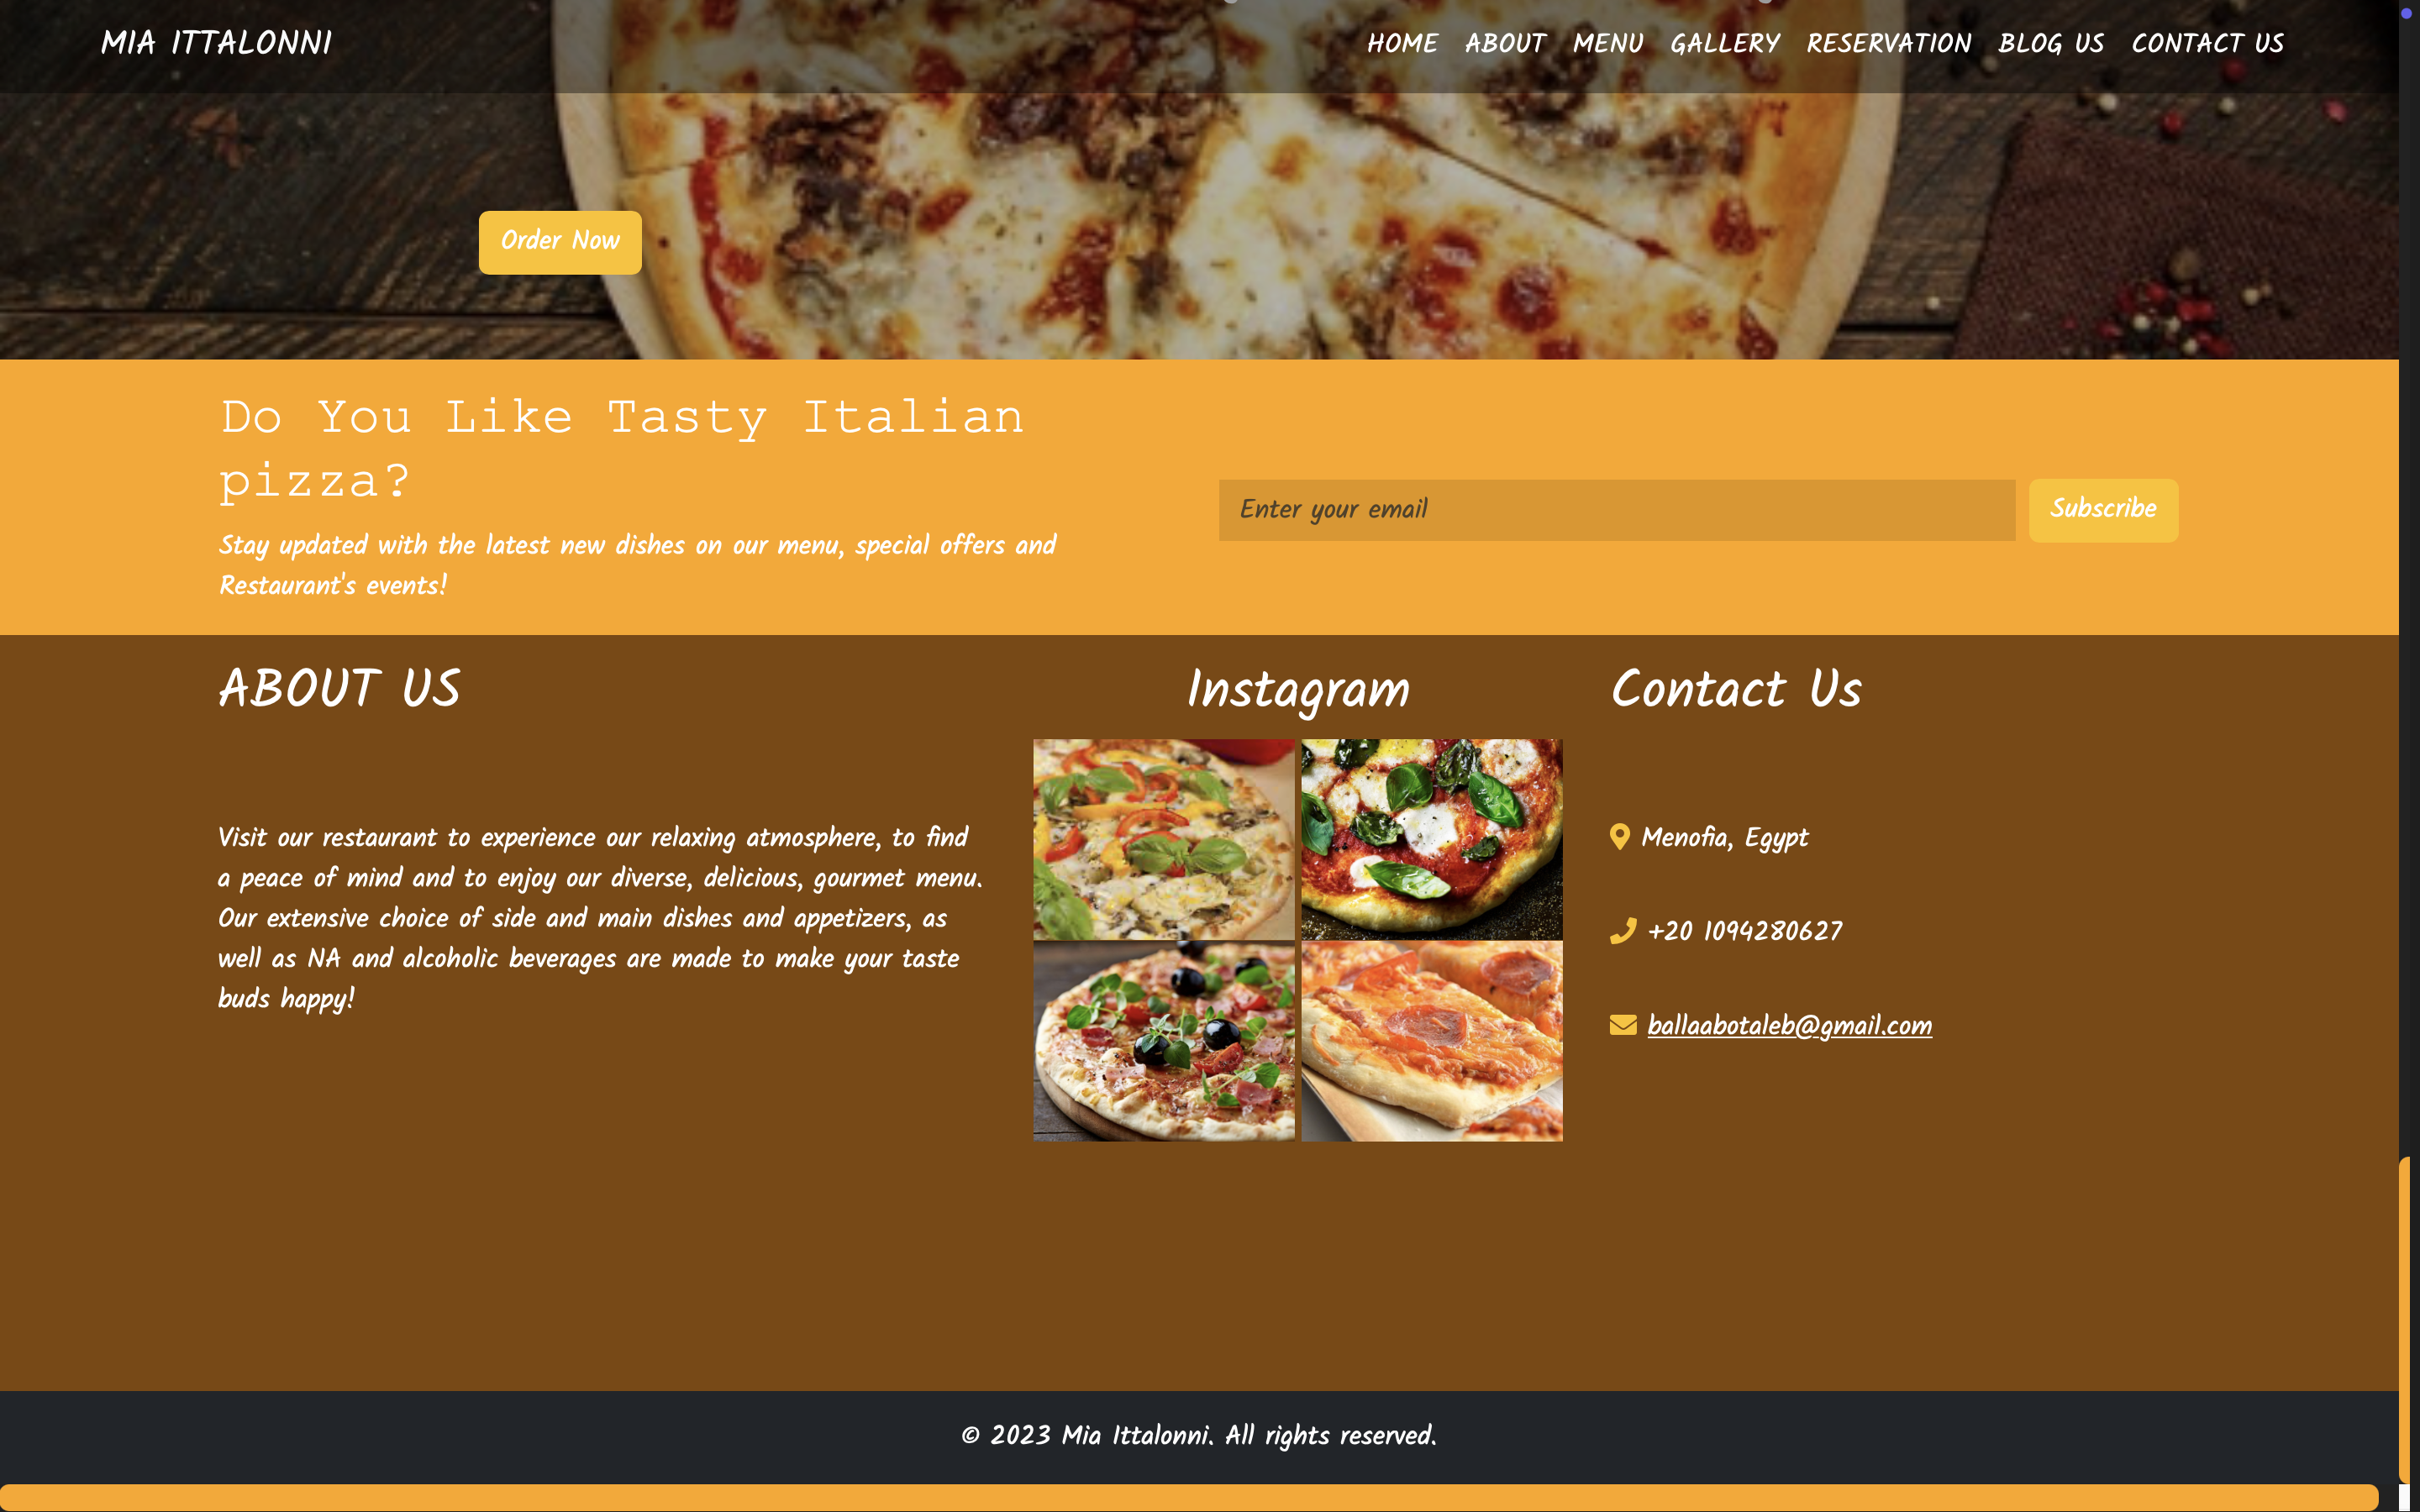 MIA ITTALONNI
HOME ABOUT MENU GALLERY RESERVATION BLOG US CONTACT US
Order Now
Do You Like Tasty Italian
pizza?
Stay updated with the latest new dishes on our menu, special offers and
Restaurant's events!
Enter your email
Subscribe
ABOUT US
Visit our restaurant to experience our relaxing atmosphere, to find
a peace of mind and to enjoy our diverse, delicious, gourmet menu.
Our extensive choice of side and main dishes and appetizers, as
well as NA and alcoholic beverages are made to make your taste
buds happy!
Instagram
Contact Us
Menofia, Egypt
+20 1094280627
ballaabotaleb@gmail.com
© 2023 Mia Ittalonni. All rights reserved.